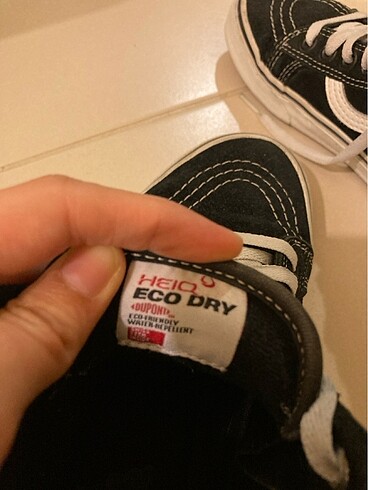 HEIQ
ECO DRY
DUPONT
ECO-FRIENDLY
WATER-REPELLENT